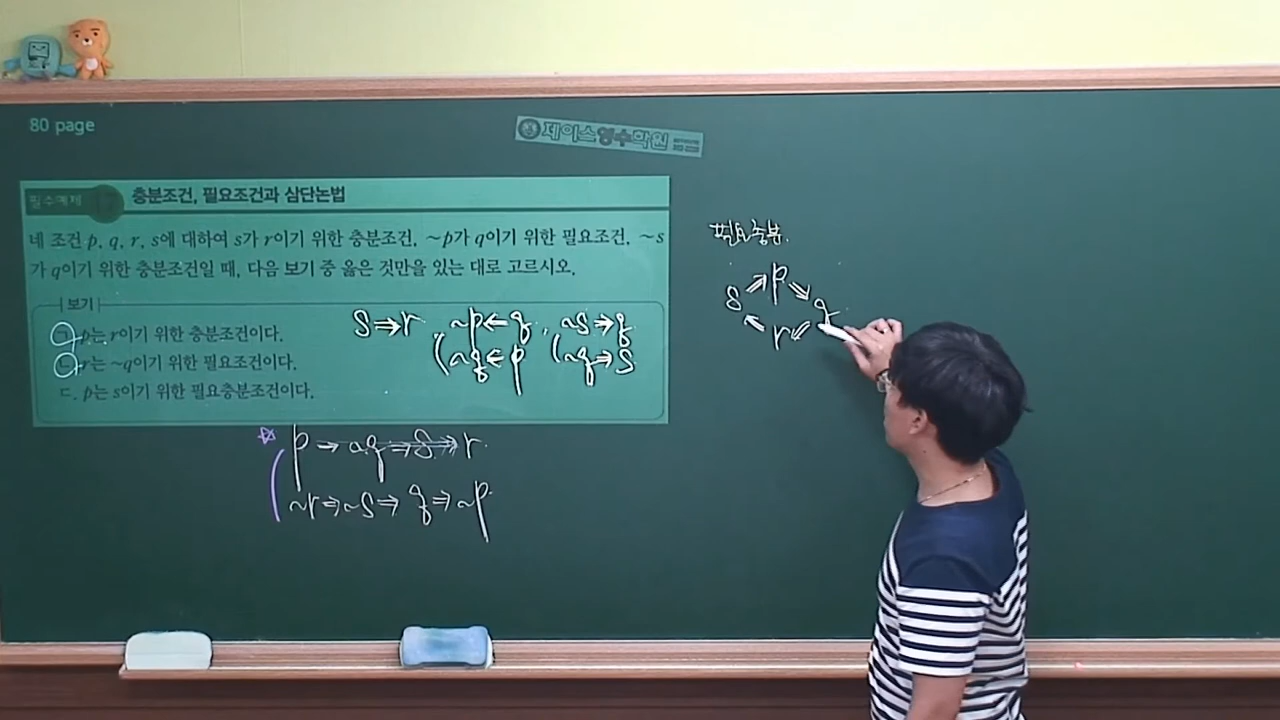 80 page
제이스영수학원
필수예제
충분조건, 필요조건과 삼단논법
네 조건 p, q, r, s에 대하여 s가 r이기 위한 충분조건, ~p가 q이기 위한 필요조건, ~s
가 q이기 위한 충분조건일 때, 다음 보기 중 옳은 것만을 있는 대로 고르시오.
보기
ㄱ. p는 r이기 위한 충분조건이다.
ㄴ. r는 ~q이기 위한 필요조건이다.
ㄷ. p는 s이기 위한 필요충분조건이다.
S⇒r, ~p⇐q, ~S⇒q
(~q⇐p (~q⇒S
p → ~q ⇒ S ⇒ r.
~r ⇒ ~S ⇒ q ⇒ ~p.
필요충분.
S ⇒ p ⇒ q ⇒ r ⇒